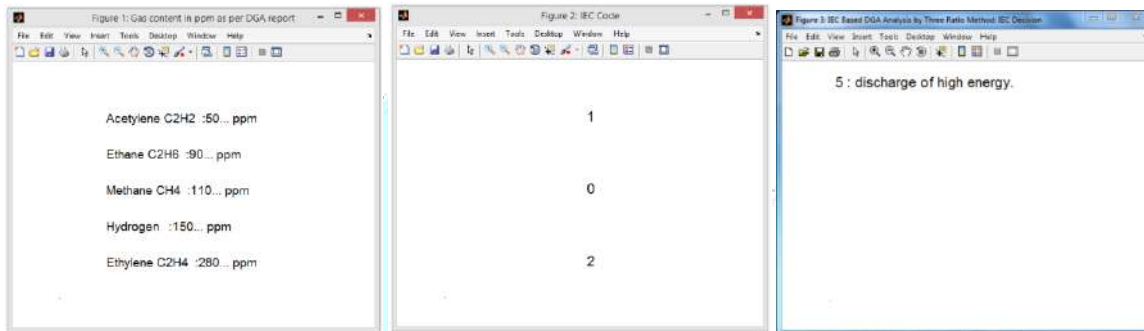 Figure 1: Gas content in ppm as per DGA report
File Edit View Insert Tools Desktop Window Help
Acetylene C2H2 :50... ppm
Ethane C2H6 :90... ppm
Methane CH4 :110... ppm
Hydrogen :150... ppm
Ethylene C2H4 :280... ppm
Figure 2: IEC Code
File Edit View Insert Tools Desktop Window Help
1
0
2
Figure 3: IEC Based DGA Analysis by Three Ratio Method: IEC Decision
File Edit View Insert Tools Desktop Window Help
5 : discharge of high energy.